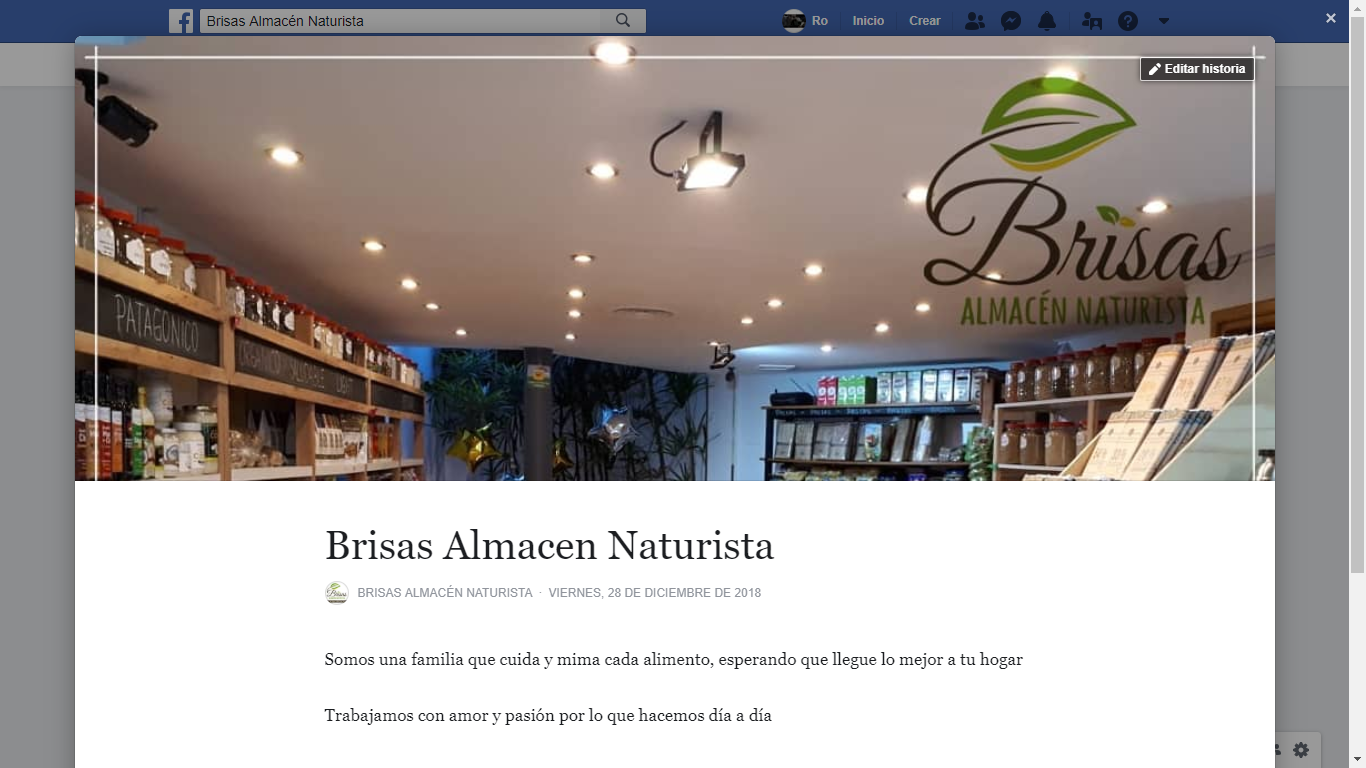 Brisas Almacén Naturista
Ro
Inicio
Crear
Editar historia
Brisas
ALMACÉN NATURISTA
PATAGONICO
ORGANICO SALUDABLE
Brisas Almacen Naturista
BRISAS ALMACÉN NATURISTA · VIERNES, 28 DE DICIEMBRE DE 2018
Somos una familia que cuida y mima cada alimento, esperando que llegue lo mejor a tu hogar
Trabajamos con amor y pasión por lo que hacemos día a día